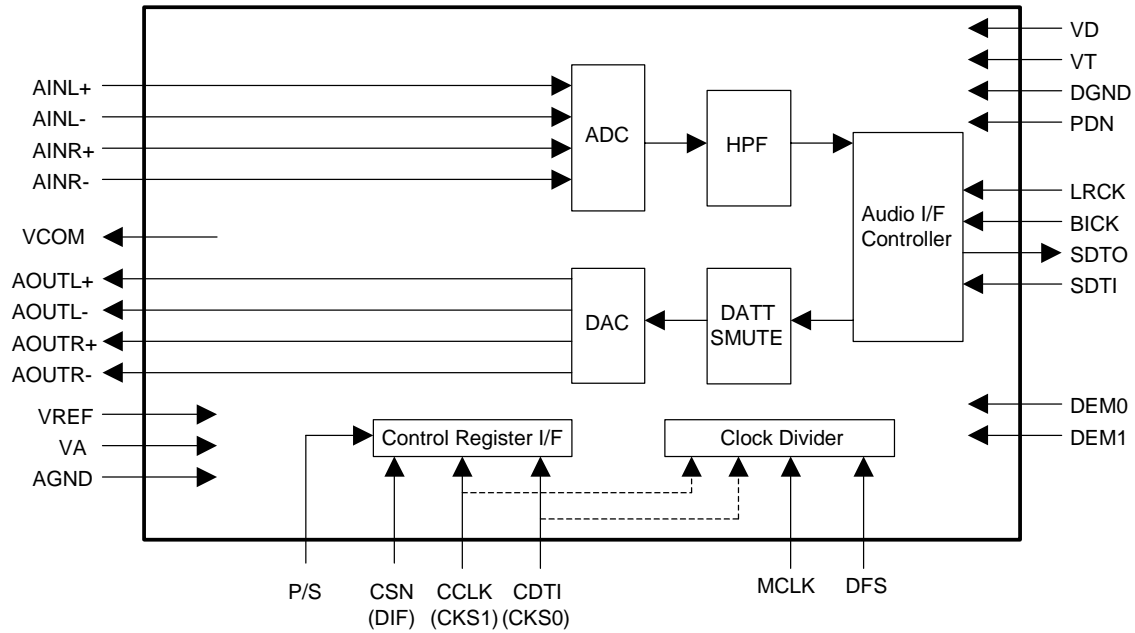 VD
VT
DGND
PDN
AINL+
AINL-
AINR+
AINR-
ADC
HPF
Audio I/F
Controller
LRCK
BICK
SDTO
SDTI
VCOM
AOUTL+
AOUTL-
AOUTR+
AOUTR-
DAC
DATT
SMUTE
VREF
VA
AGND
DEM0
DEM1
Control Register I/F
Clock Divider
P/S
CSN
(DIF)
CCLK
(CKS1)
CDTI
(CKS0)
MCLK
DFS